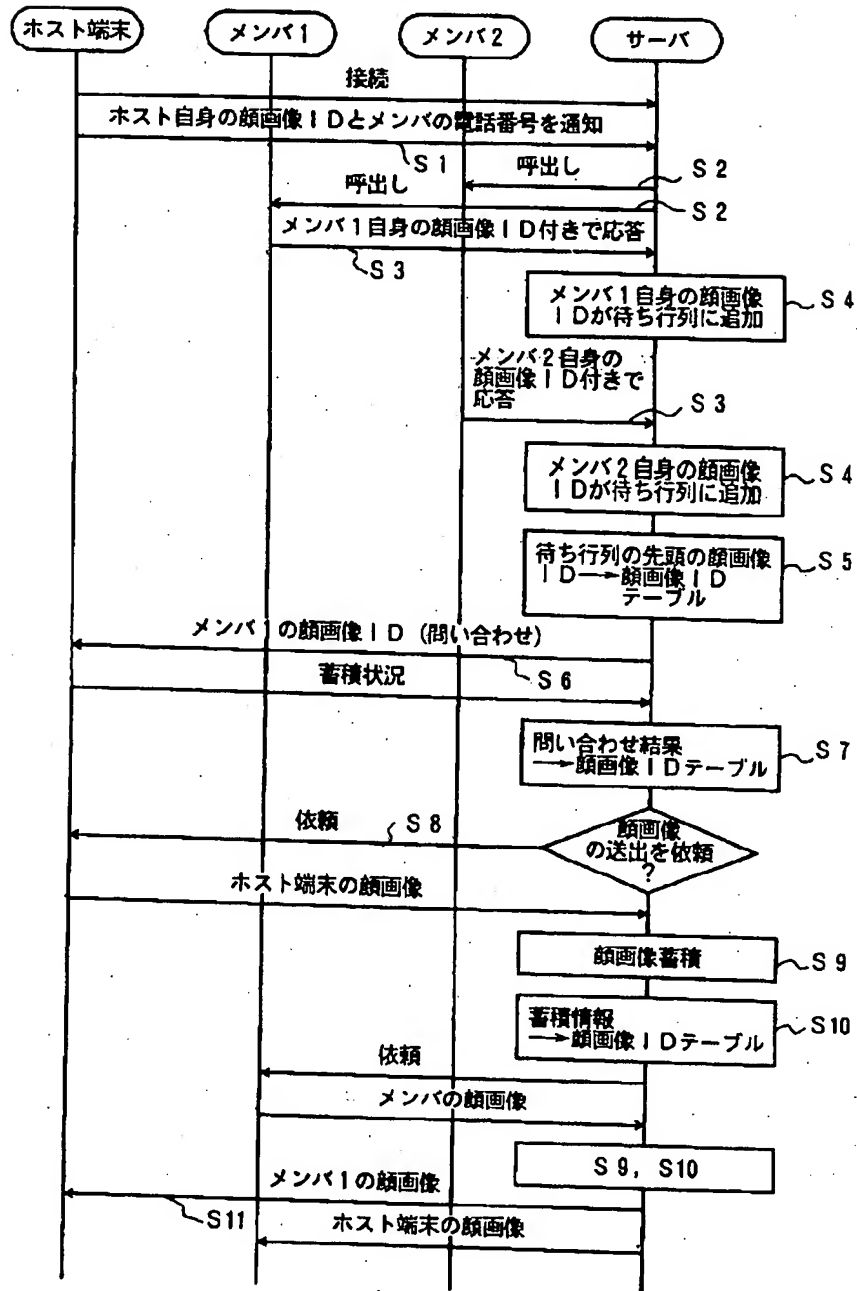 ホスト端末
メンバ1
メンバ2
サーバ
接続
ホスト自身の顔画像IDとメンバの電話番号を通知
S1
呼出し
S2
呼出し
S2
メンバ1自身の顔画像ID付きで応答
S3
メンバ1自身の顔画像
IDが待ち行列に追加
S4
メンバ2自身の
顔画像ID付きで
応答
S3
メンバ2自身の顔画像
IDが待ち行列に追加
S4
待ち行列の先頭の顔画像
ID→顔画像ID
テーブル
S5
メンバ1の顔画像ID(問い合わせ)
S6
蓄積状況
問い合わせ結果
→顔画像IDテーブル
S7
顔画像
の送出を依頼
?
依頼
S8
ホスト端末の顔画像
顔画像蓄積
S9
蓄積情報
→顔画像IDテーブル
S10
依頼
メンバの顔画像
S9, S10
メンバ1の顔画像
S11
ホスト端末の顔画像